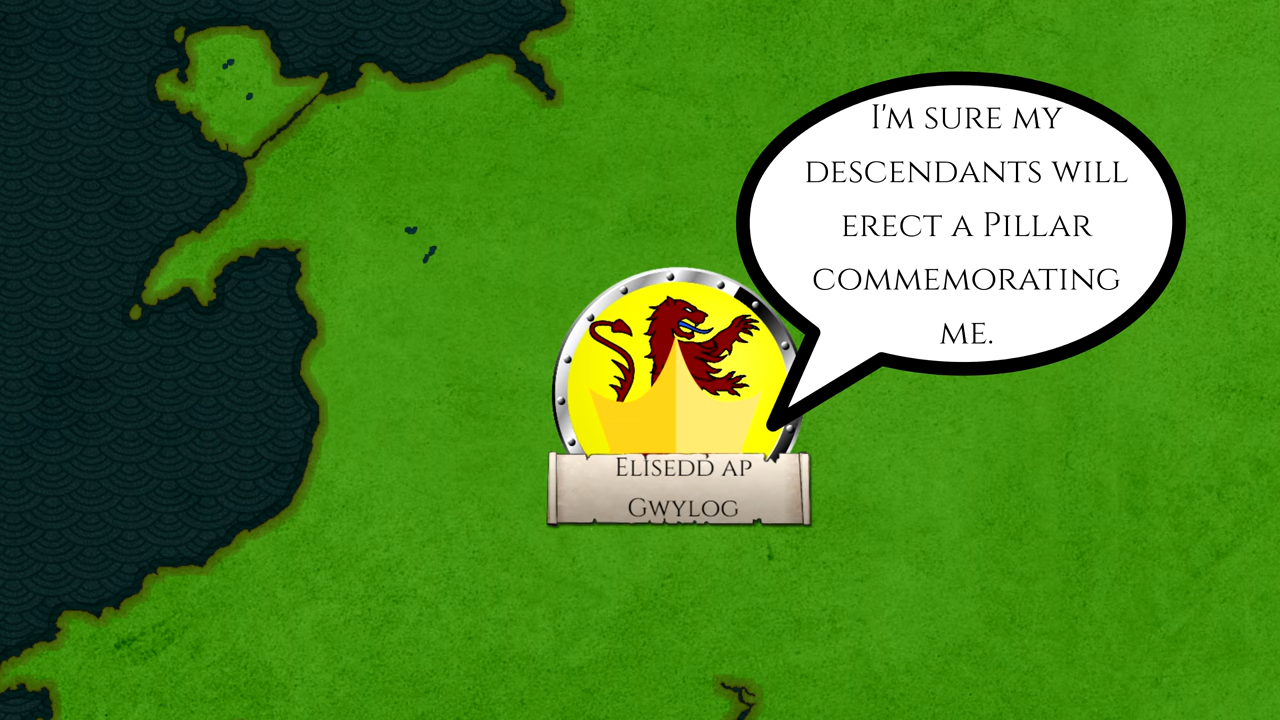 I'm sure my
descendants will
erect a Pillar
commemorating
me.
Elisedd ap
Gwylog